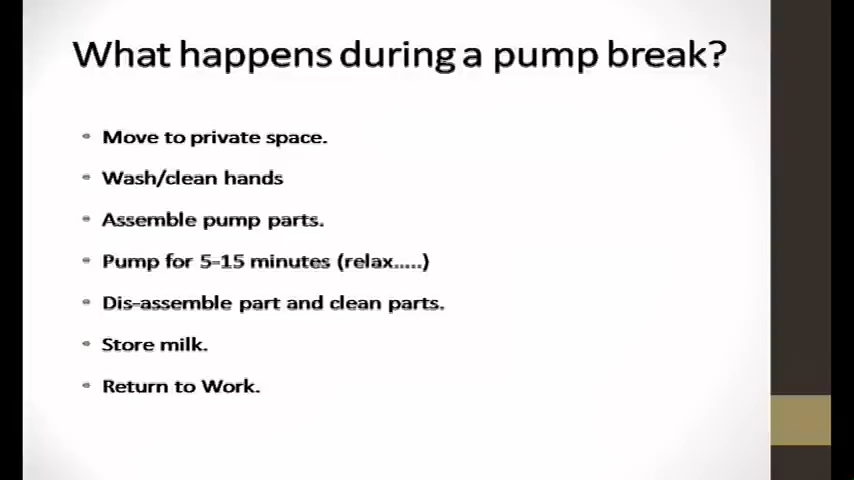 What happens during a pump break?
Move to private space.
Wash/clean hands
Assemble pump parts.
Pump for 5-15 minutes (relax.....)
Dis-assemble part and clean parts.
Store milk.
Return to Work.